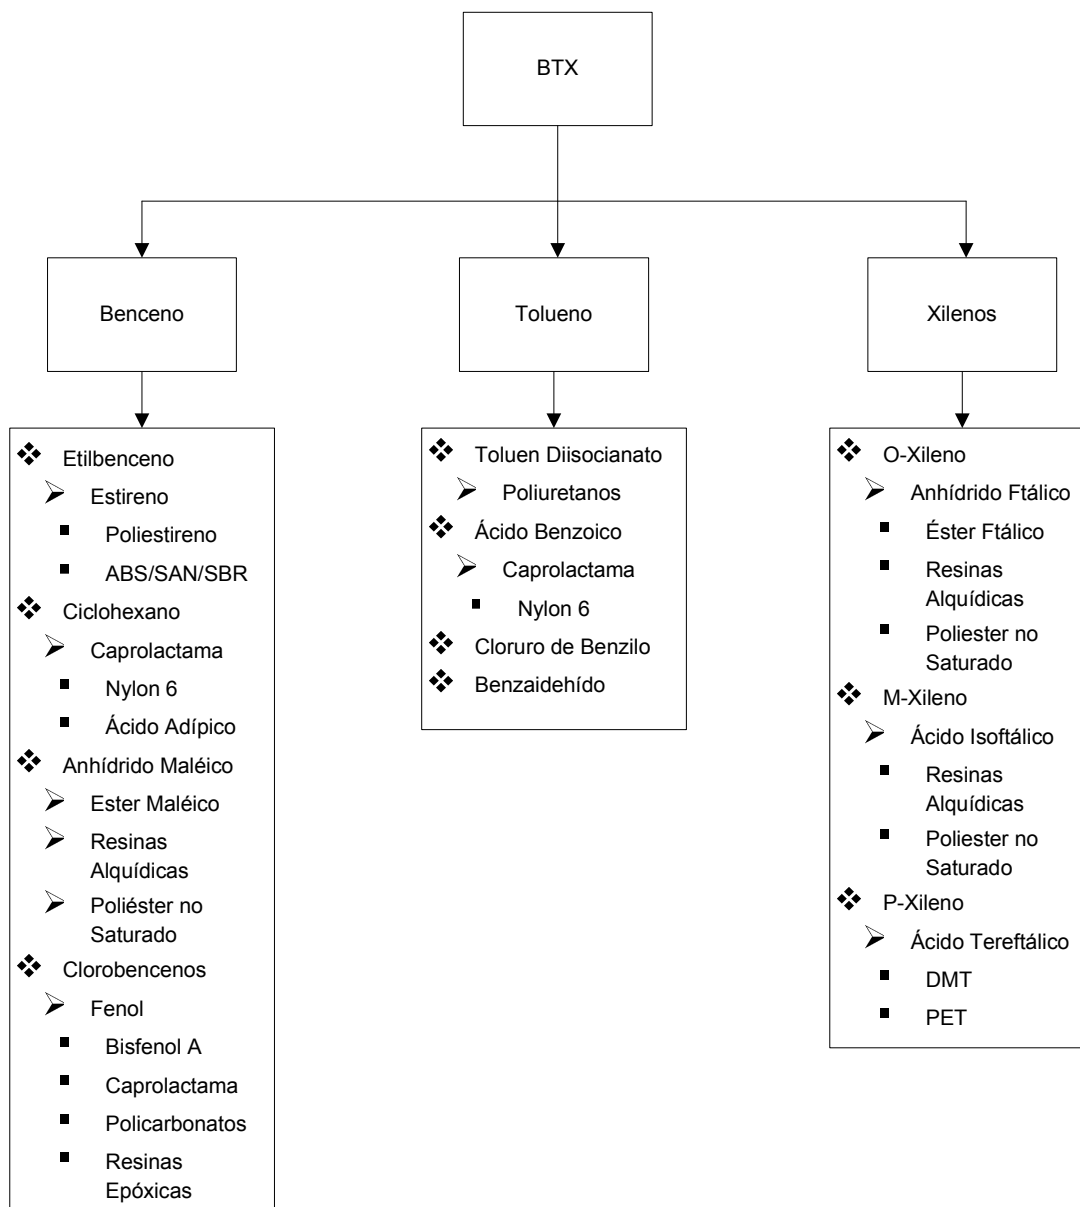 BTX
Benceno
Tolueno
Xilenos
Etilbenceno
Estireno
Poliestireno
ABS/SAN/SBR
Ciclohexano
Caprolactama
Nylon 6
Ácido Adípico
Anhídrido Maléico
Ester Maléico
Resinas
Alquídicas
Poliéster no
Saturado
Clorobencenos
Fenol
Bisfenol A
Caprolactama
Policarbonatos
Resinas
Epóxicas
Toluen Diisocianato
Poliuretanos
Ácido Benzoico
Caprolactama
Nylon 6
Cloruro de Benzilo
Benzaidehído
O-Xileno
Anhídrido Ftálico
Éster Ftálico
Resinas
Alquídicas
Poliester no
Saturado
M-Xileno
Ácido Isoftálico
Resinas
Alquídicas
Poliester no
Saturado
P-Xileno
Ácido Tereftálico
DMT
PET